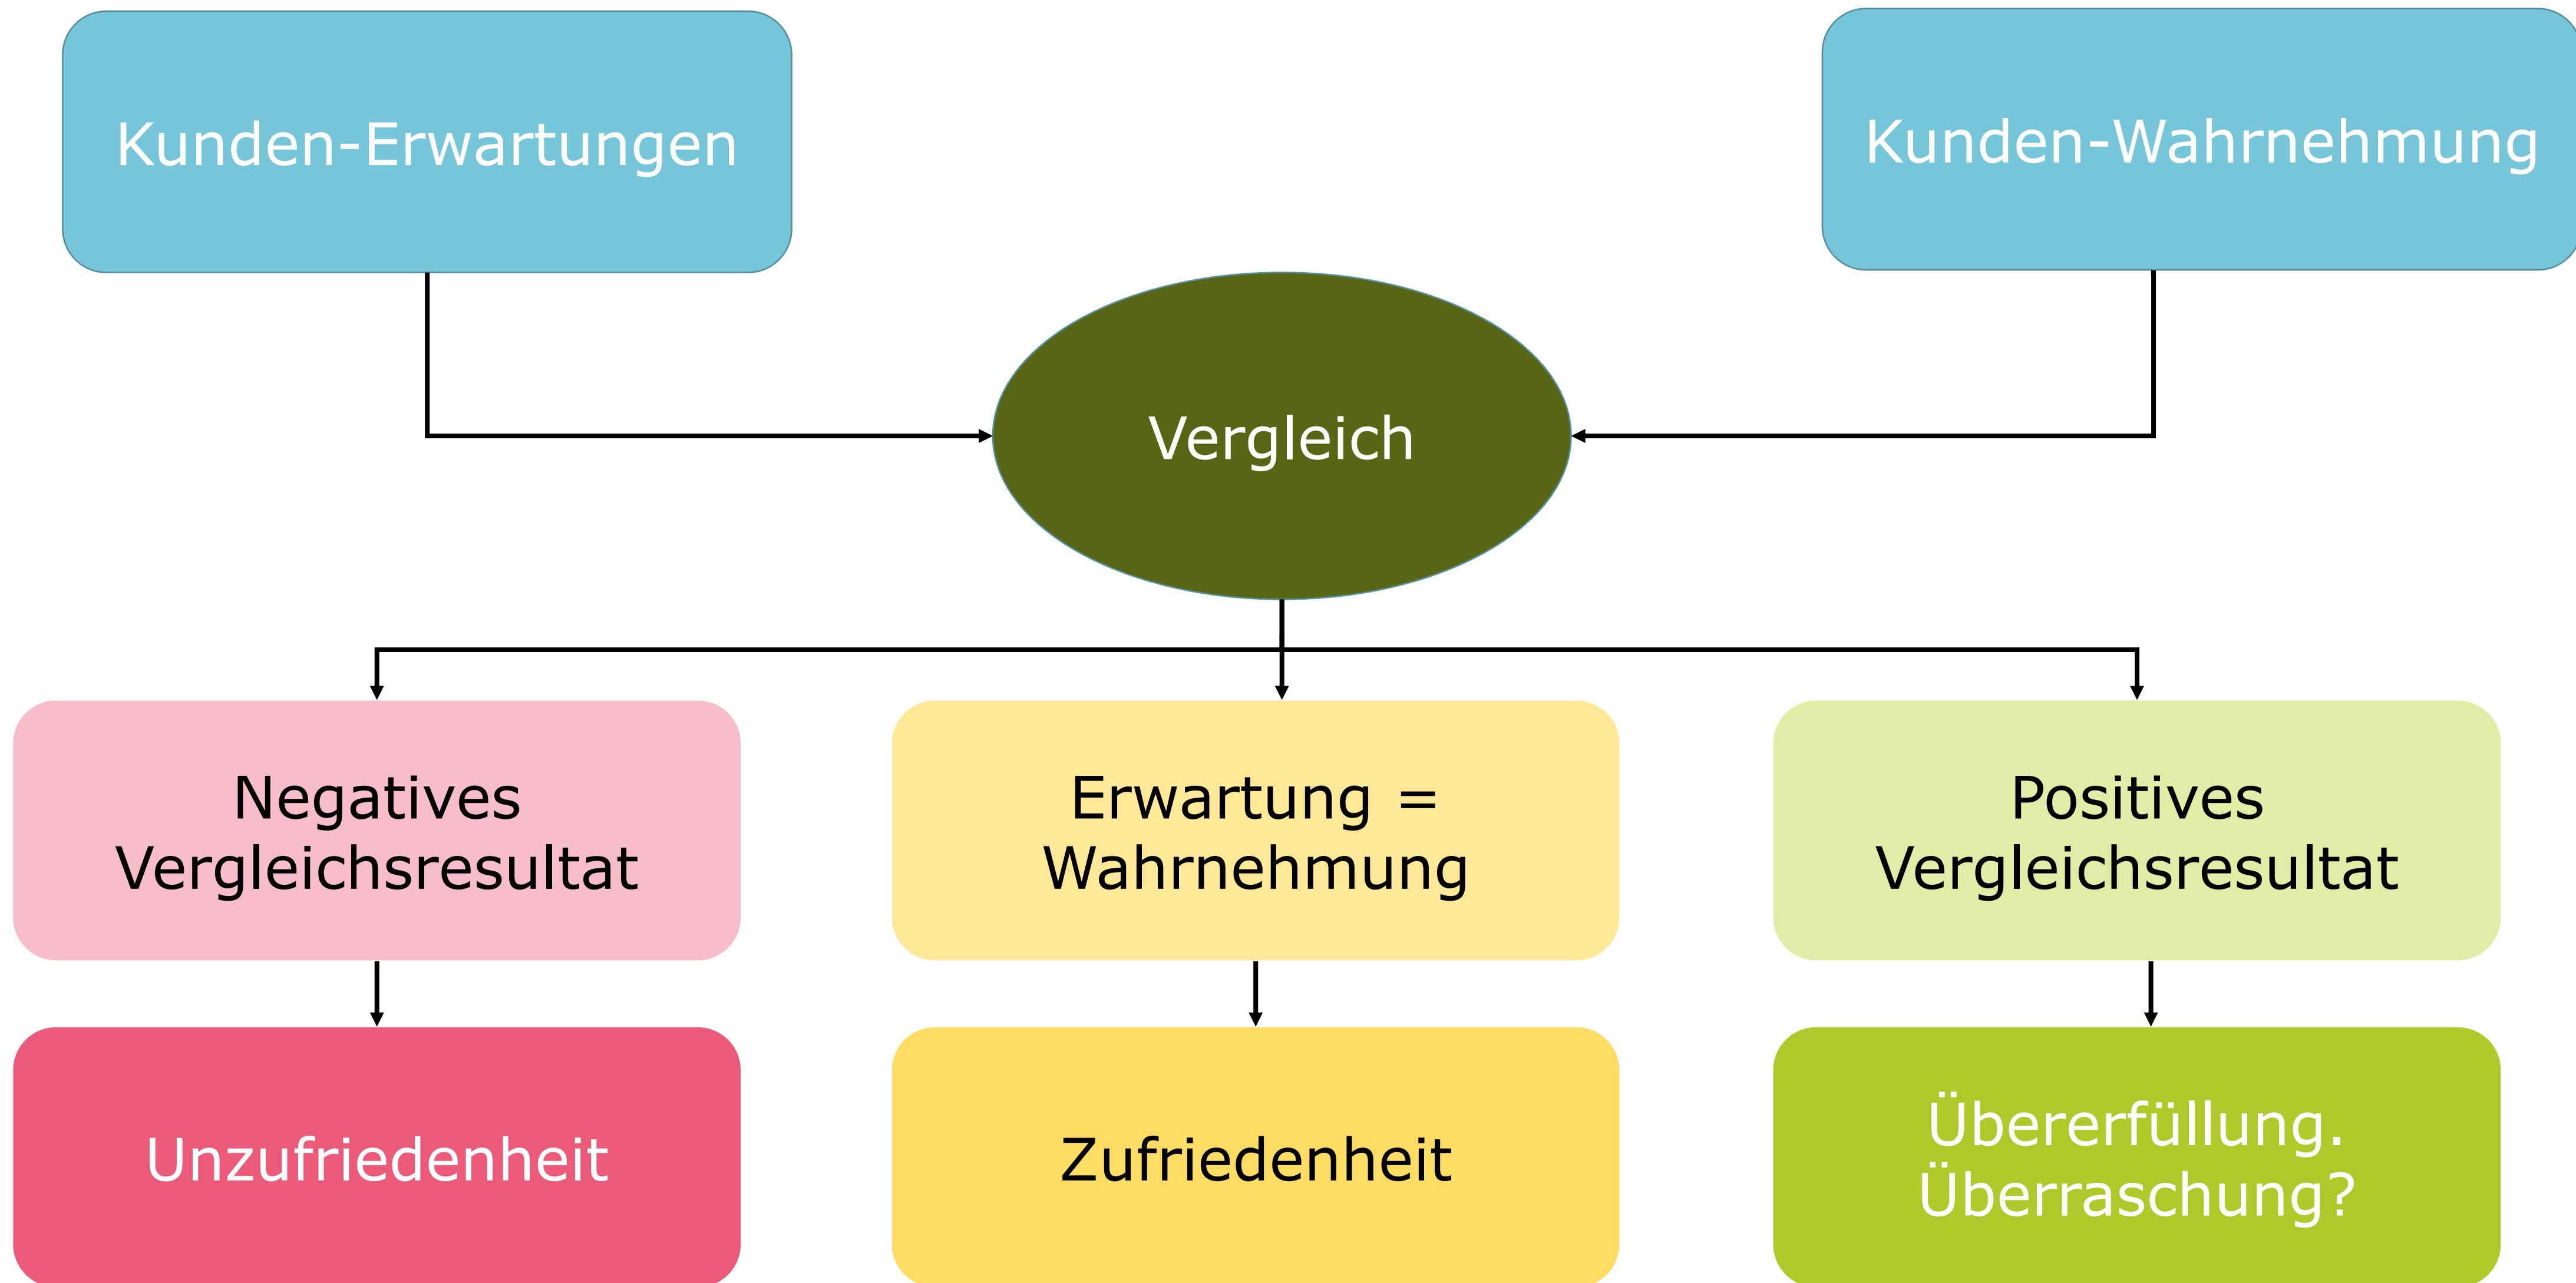 Kunden-Erwartungen
Kunden-Wahrnehmung
Vergleich
Negatives
Vergleichsresultat
Erwartung =
Wahrnehmung
Positives
Vergleichsresultat
Unzufriedenheit
Zufriedenheit
Übererfüllung.
Überraschung?